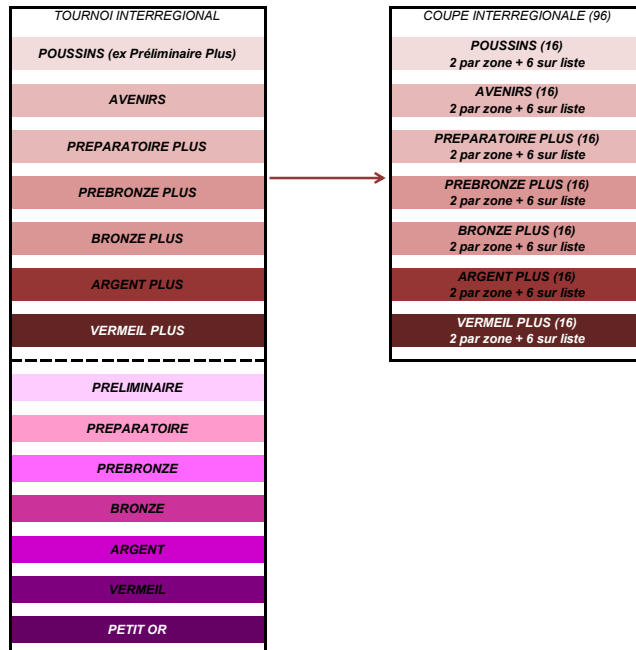 TOURNOI INTERREGIONAL
POUSSINS (ex Préliminaire Plus)
AVENIRS
PREPARATOIRE PLUS
PREBRONZE PLUS
BRONZE PLUS
ARGENT PLUS
VERMEIL PLUS
PRELIMINAIRE
PREPARATOIRE
PREBRONZE
BRONZE
ARGENT
VERMEIL
PETIT OR
COUPE INTERREGIONALE (96)
POUSSINS (16)
2 par zone + 6 sur liste
AVENIRS (16)
2 par zone + 6 sur liste
PREPARATOIRE PLUS (16)
2 par zone + 6 sur liste
PREBRONZE PLUS (16)
2 par zone + 6 sur liste
BRONZE PLUS (16)
2 par zone + 6 sur liste
ARGENT PLUS (16)
2 par zone + 6 sur liste
VERMEIL PLUS (16)
2 par zone + 6 sur liste